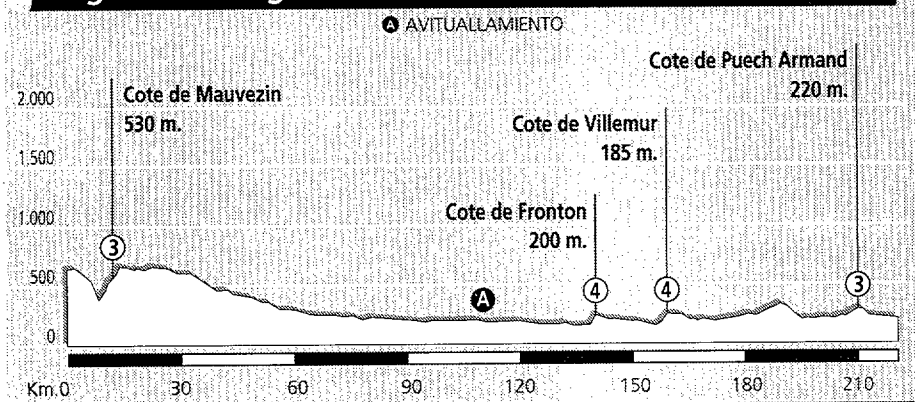 A AVITUALLAMIENTO
Cote de Puech Armand
220 m.
Cote de Mauvezin
530 m.
Cote de Villemur
185 m.
Cote de Fronton
200 m.
2.000
1.500
1.000
500
0
3
A
4
4
3
Km.0 30 60 90 120 150 180 210